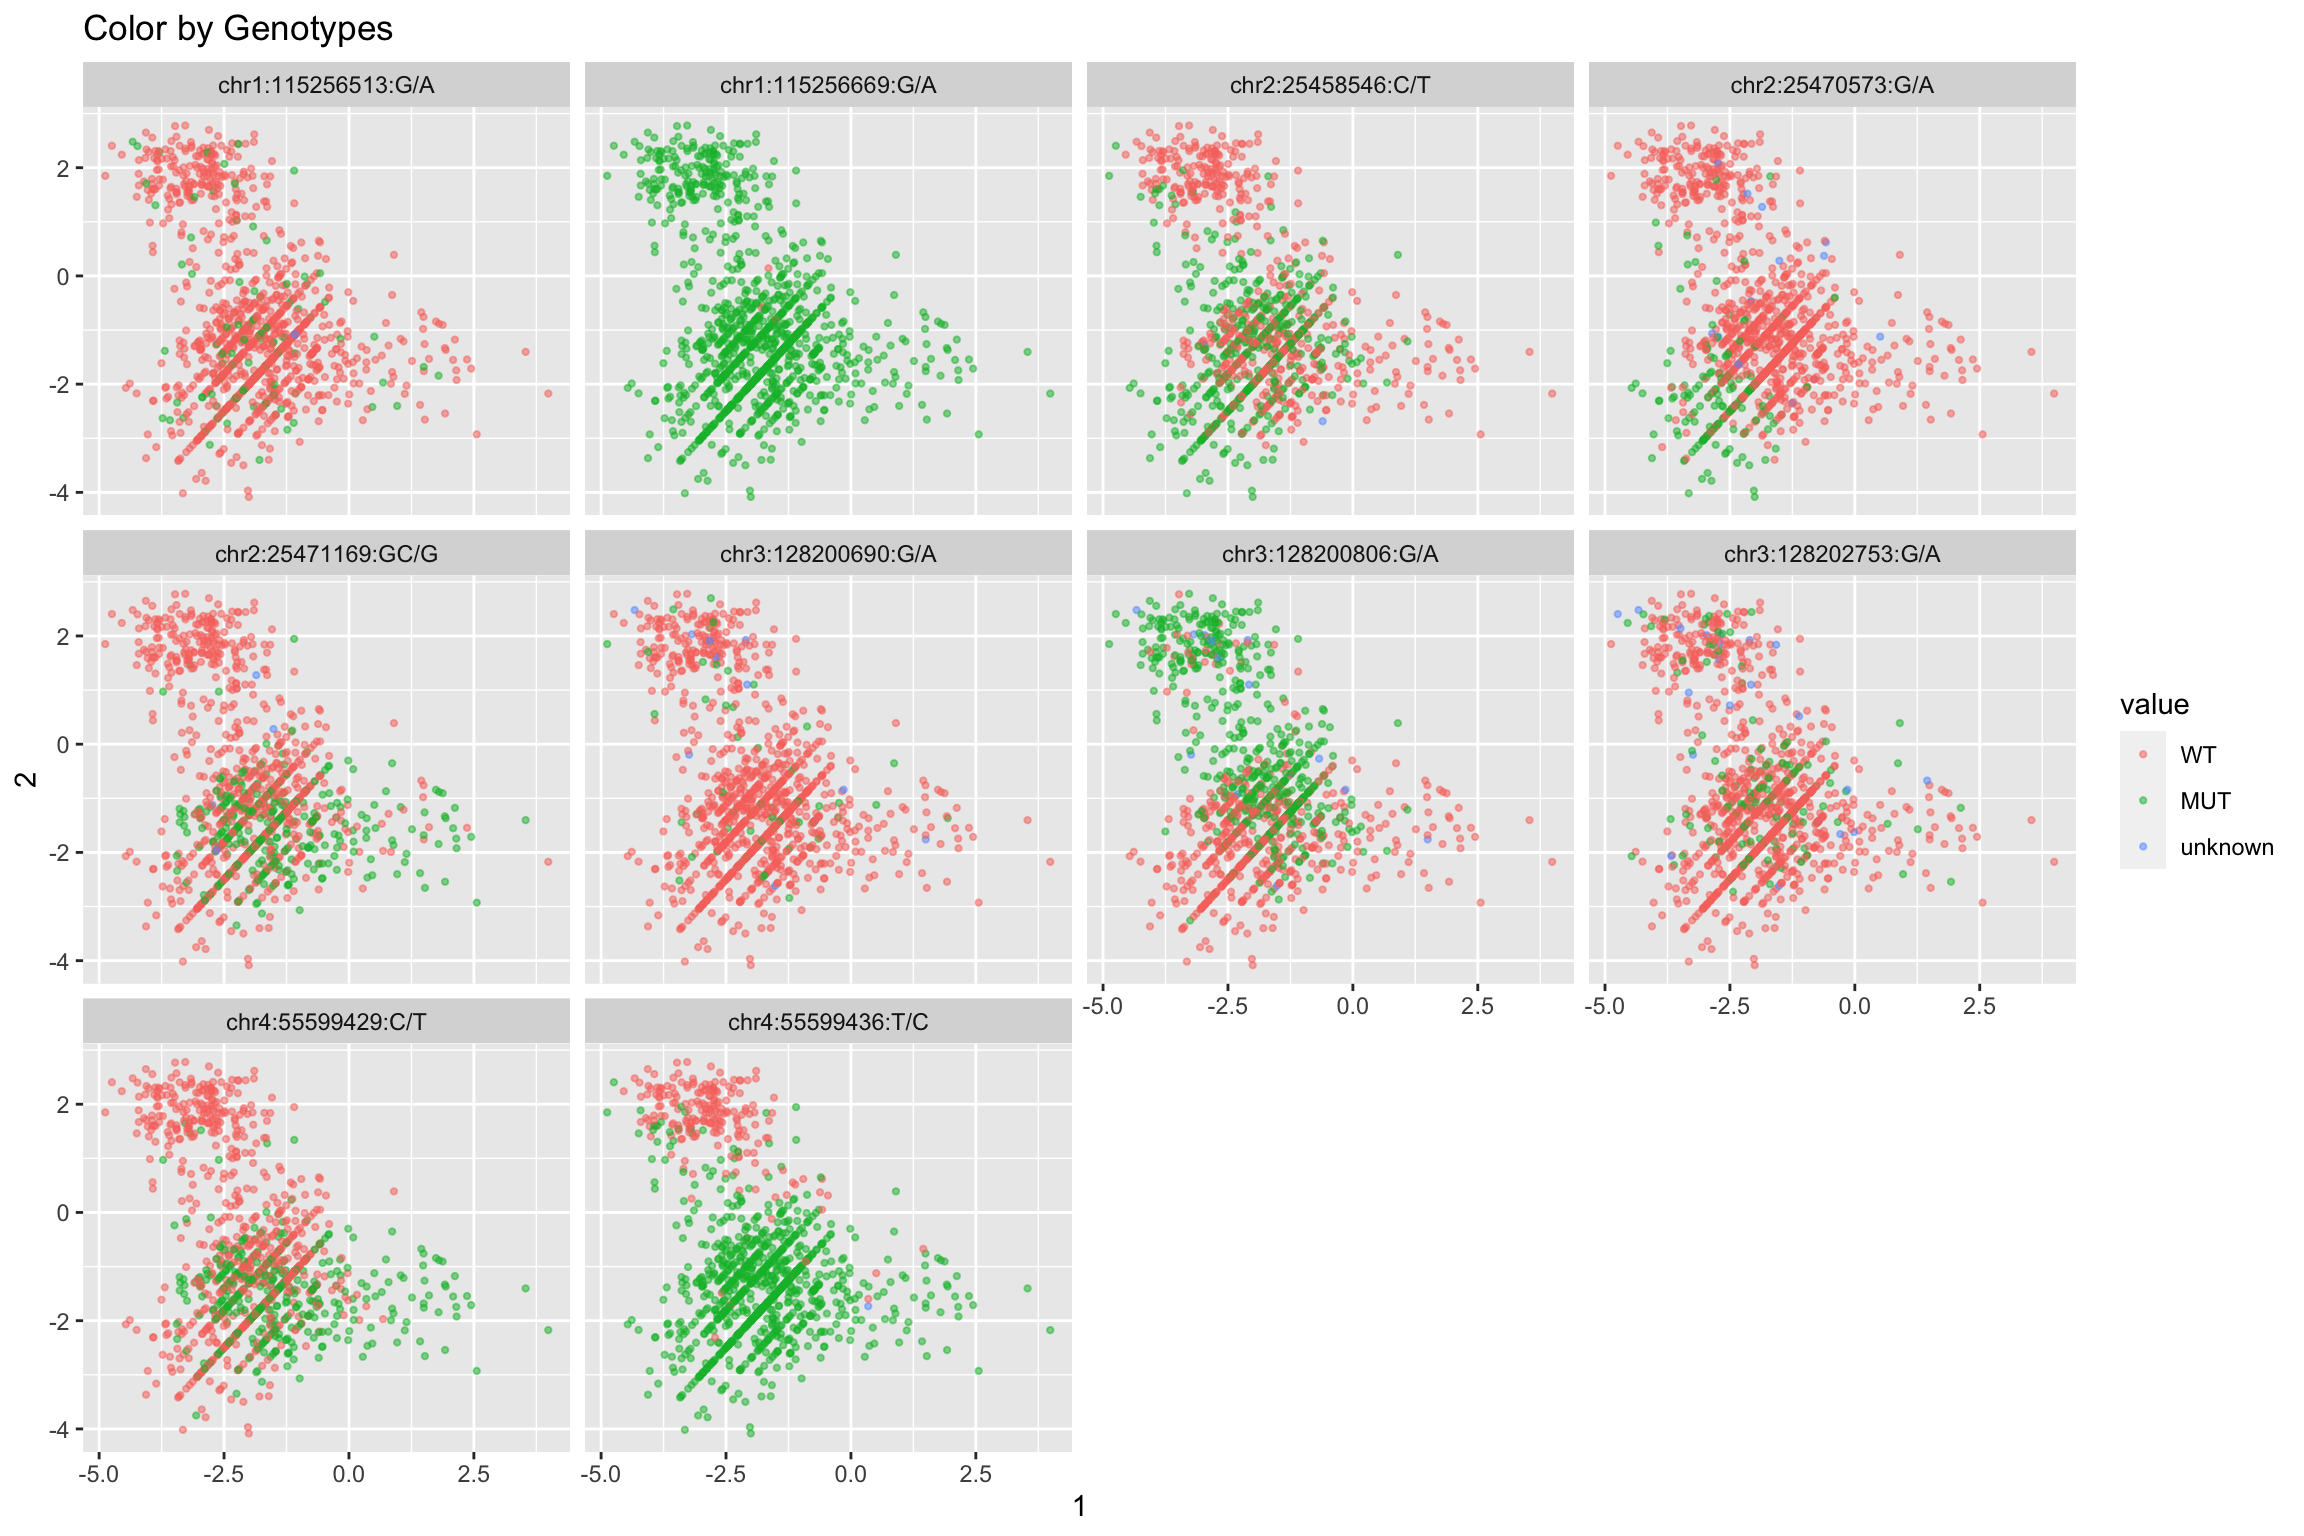 Color by Genotypes
chr1:115256513:G/A
chr1:115256669:G/A
chr2:25458546:C/T
chr2:25470573:G/A
2
0
-2
-4
chr2:25471169:GC/G
chr3:128200690:G/A
chr3:128200806:G/A
chr3:128202753:G/A
2
0
-2
-4
-5.0 -2.5 0.0 2.5
-5.0 -2.5 0.0 2.5
chr4:55599429:C/T
chr4:55599436:T/C
2
0
-2
-4
-5.0 -2.5 0.0 2.5
-5.0 -2.5 0.0 2.5
1
2
value
WT
MUT
unknown